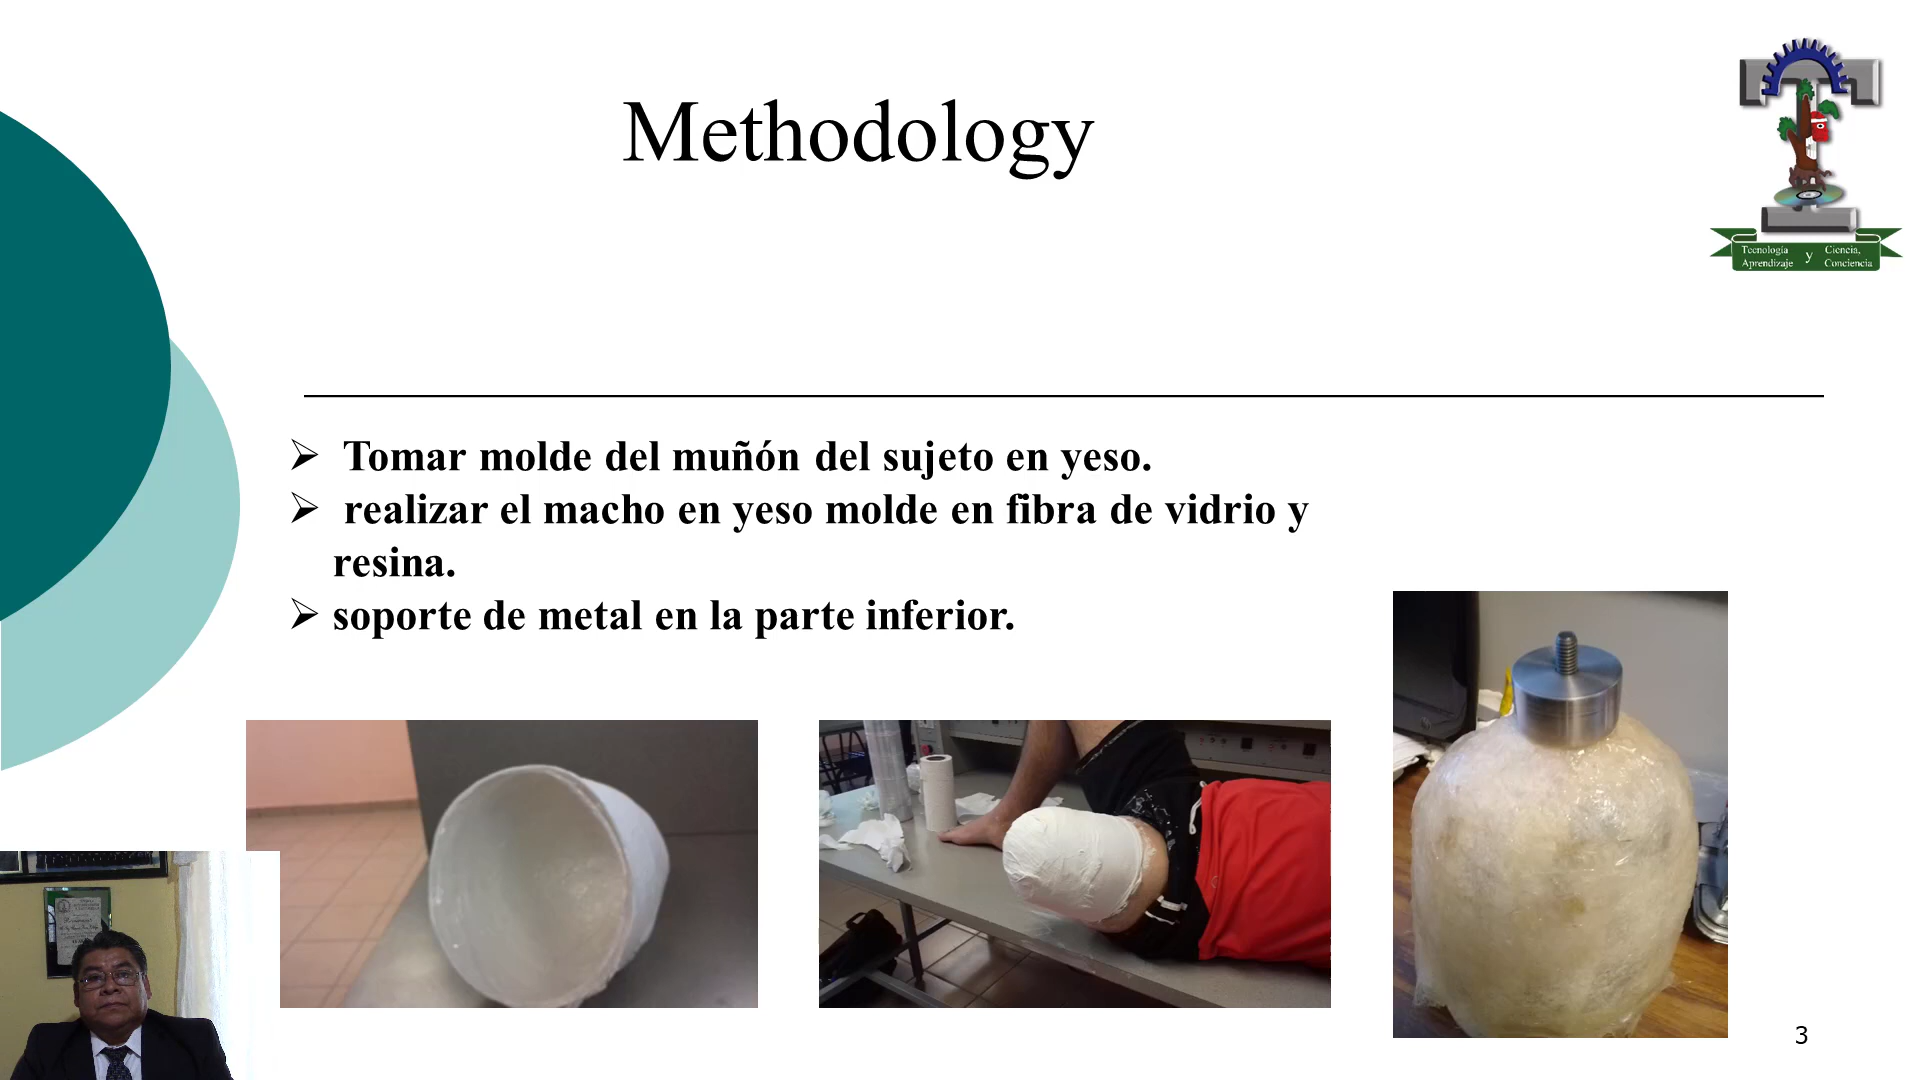 Methodology
Tecnología Ciencia,
Aprendizaje y Conciencia
➢ Tomar molde del muñón del sujeto en yeso.
➢ realizar el macho en yeso molde en fibra de vidrio y
resina.
➢ soporte de metal en la parte inferior.
3